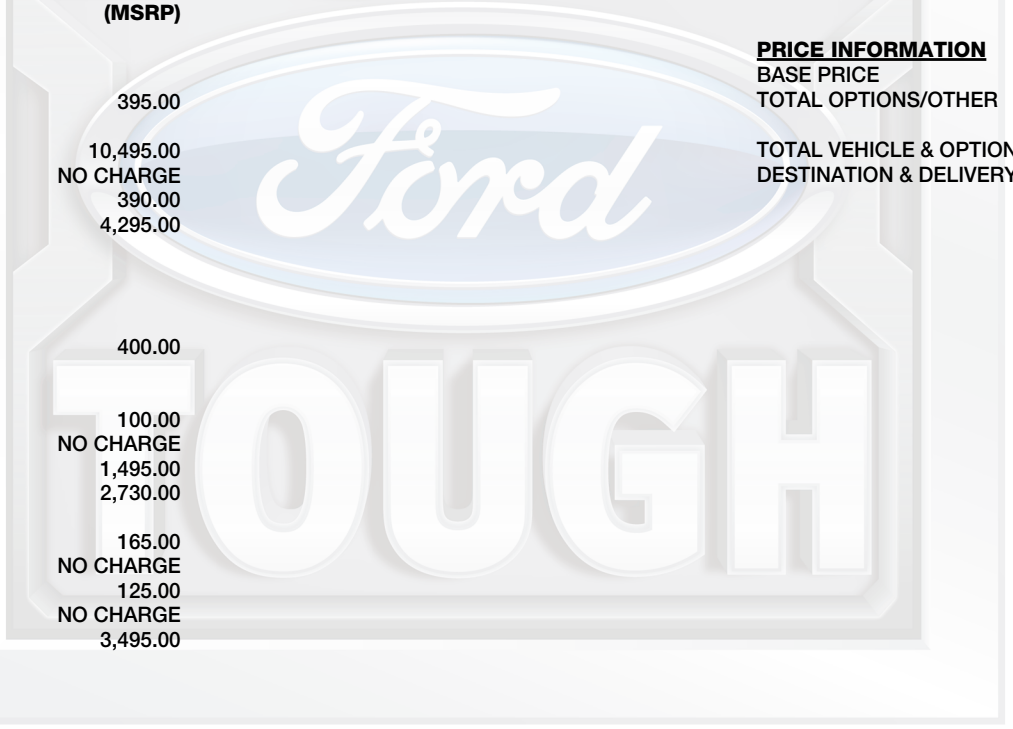 (MSRP)
395.00
10,495.00
NO CHARGE
390.00
4,295.00
400.00
100.00
NO CHARGE
1,495.00
2,730.00
165.00
NO CHARGE
125.00
NO CHARGE
3,495.00
PRICE INFORMATION
BASE PRICE
TOTAL OPTIONS/OTHER
TOTAL VEHICLE & OPTION
DESTINATION & DELIVERY
Ford
TOUGH